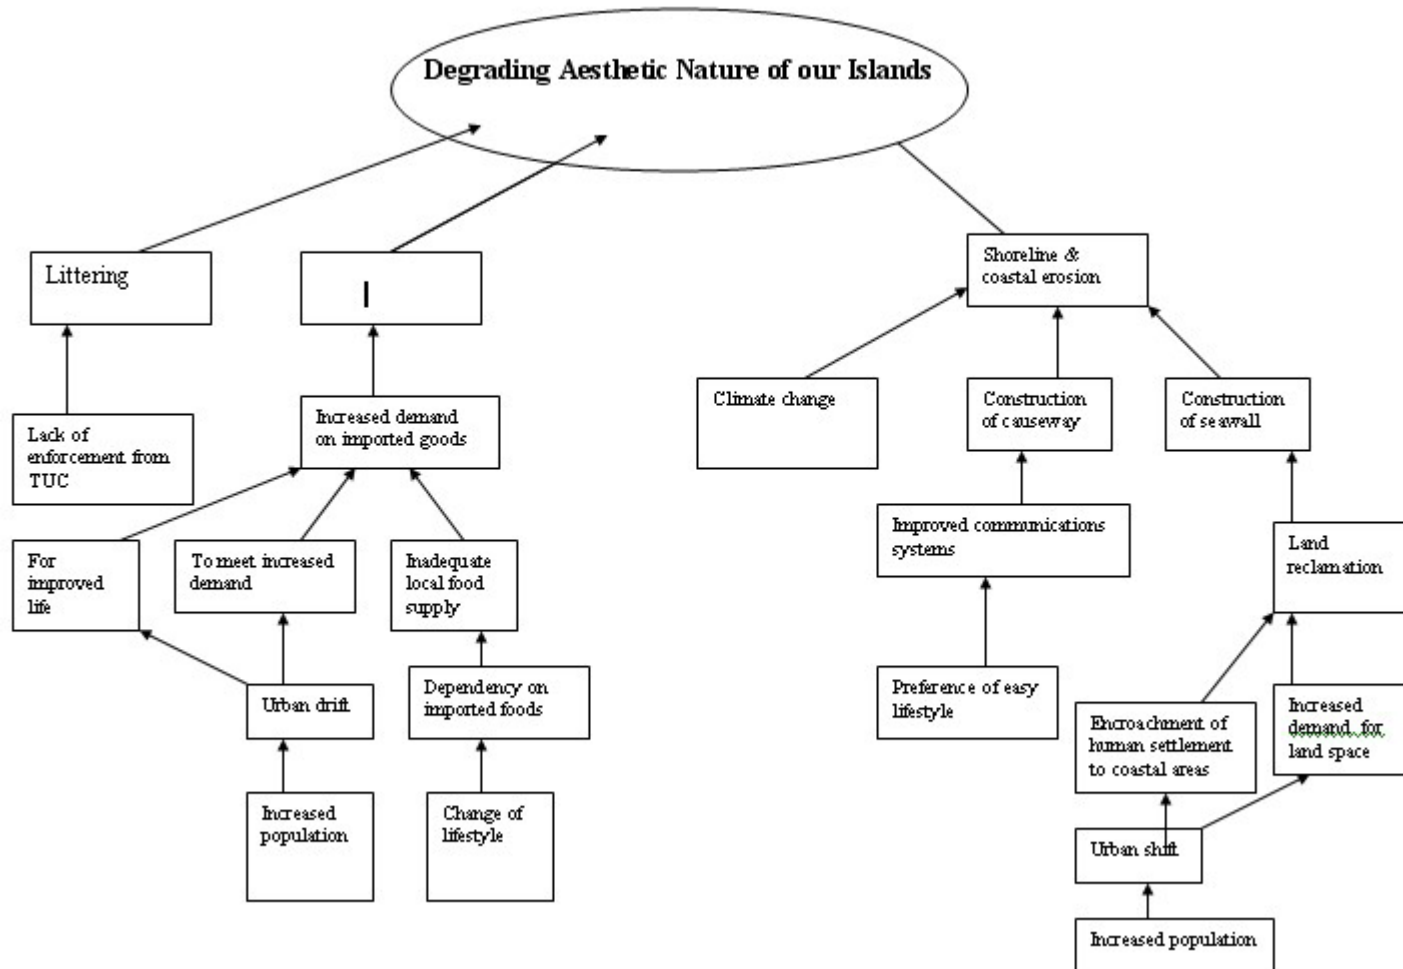 Degrading Aesthetic Nature of our Islands
Littering
Shoreline &
coastal erosion
Lack of
enforcement from
TUC
Increased demand
on imported goods
Climate change
Construction
of causeway
Construction
of seawall
For
improved
life
To meet increased
demand
Inadequate
local food
supply
Improved communications
systems
Land
reclamation
Urban drift
Dependency on
imported foods
Preference of easy
lifestyle
Encroachment of
human settlement
to coastal areas
Increased
demand for
land space
Increased
population
Change of
lifestyle
Urban shift
Increased population